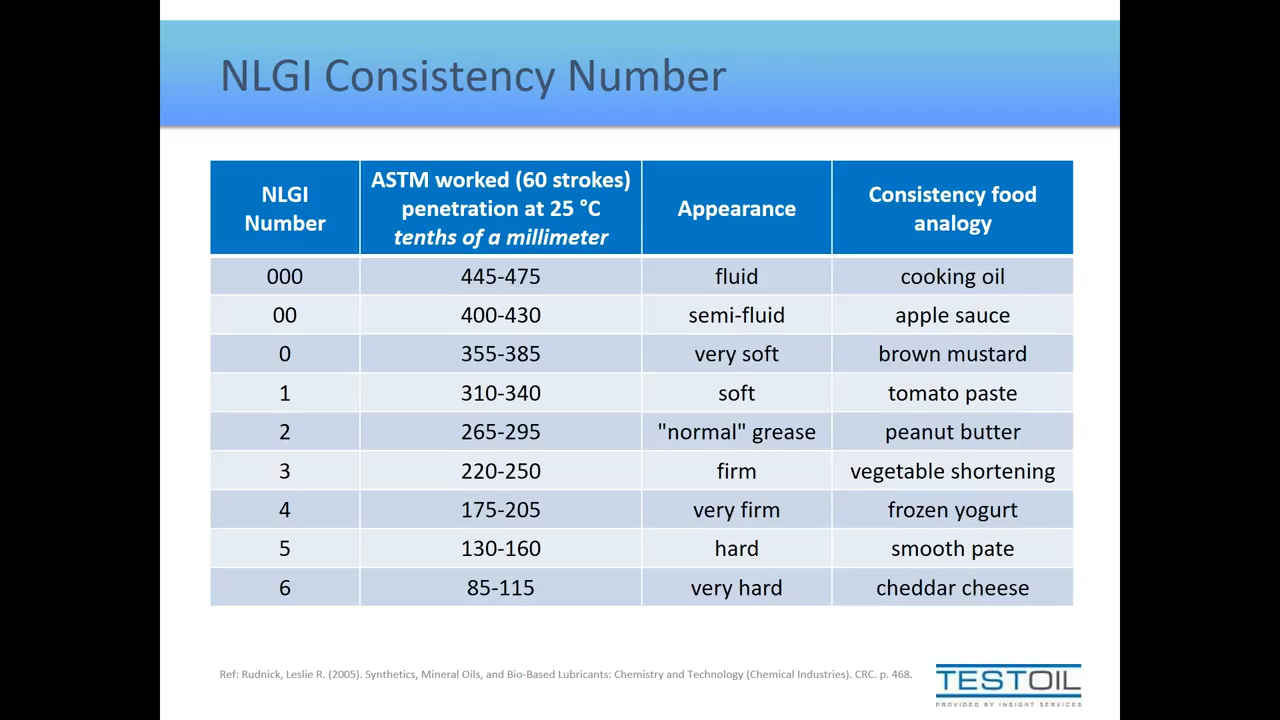 NLGI Consistency Number
NLGI Number
ASTM worked (60 strokes) penetration at 25 °C tenths of a millimeter
Appearance
Consistency food analogy
000 445-475 fluid cooking oil
00 400-430 semi-fluid apple sauce
0 355-385 very soft brown mustard
1 310-340 soft tomato paste
2 265-295 "normal" grease peanut butter
3 220-250 firm vegetable shortening
4 175-205 very firm frozen yogurt
5 130-160 hard smooth pate
6 85-115 very hard cheddar cheese
Ref: Rudnick, Leslie R. (2005). Synthetics, Mineral Oils, and Bio-Based Lubricants: Chemistry and Technology (Chemical Industries). CRC. p. 468.
TESTOIL
PROVIDED BY INSIGHT SERVICES